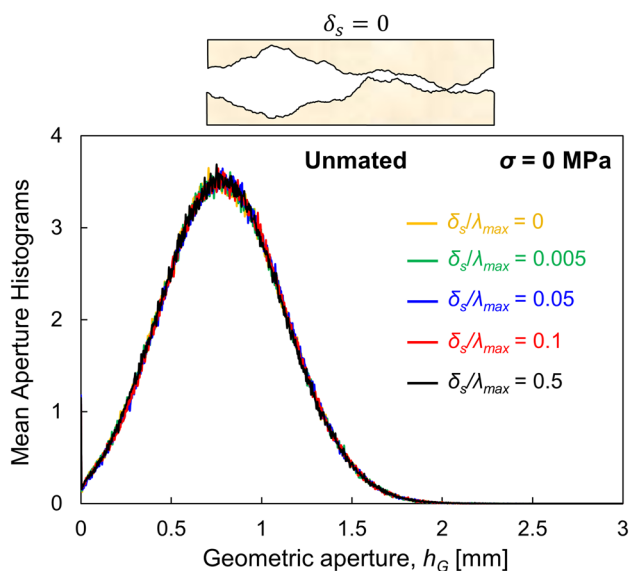 δₛ = 0
Unmated
σ = 0 MPa
Mean Aperture Histograms
4
3
2
1
0
δₛ/λₘₐₓ = 0
δₛ/λₘₐₓ = 0.005
δₛ/λₘₐₓ = 0.05
δₛ/λₘₐₓ = 0.1
δₛ/λₘₐₓ = 0.5
0 0.5 1 1.5 2 2.5 3
Geometric aperture, h_G [mm]